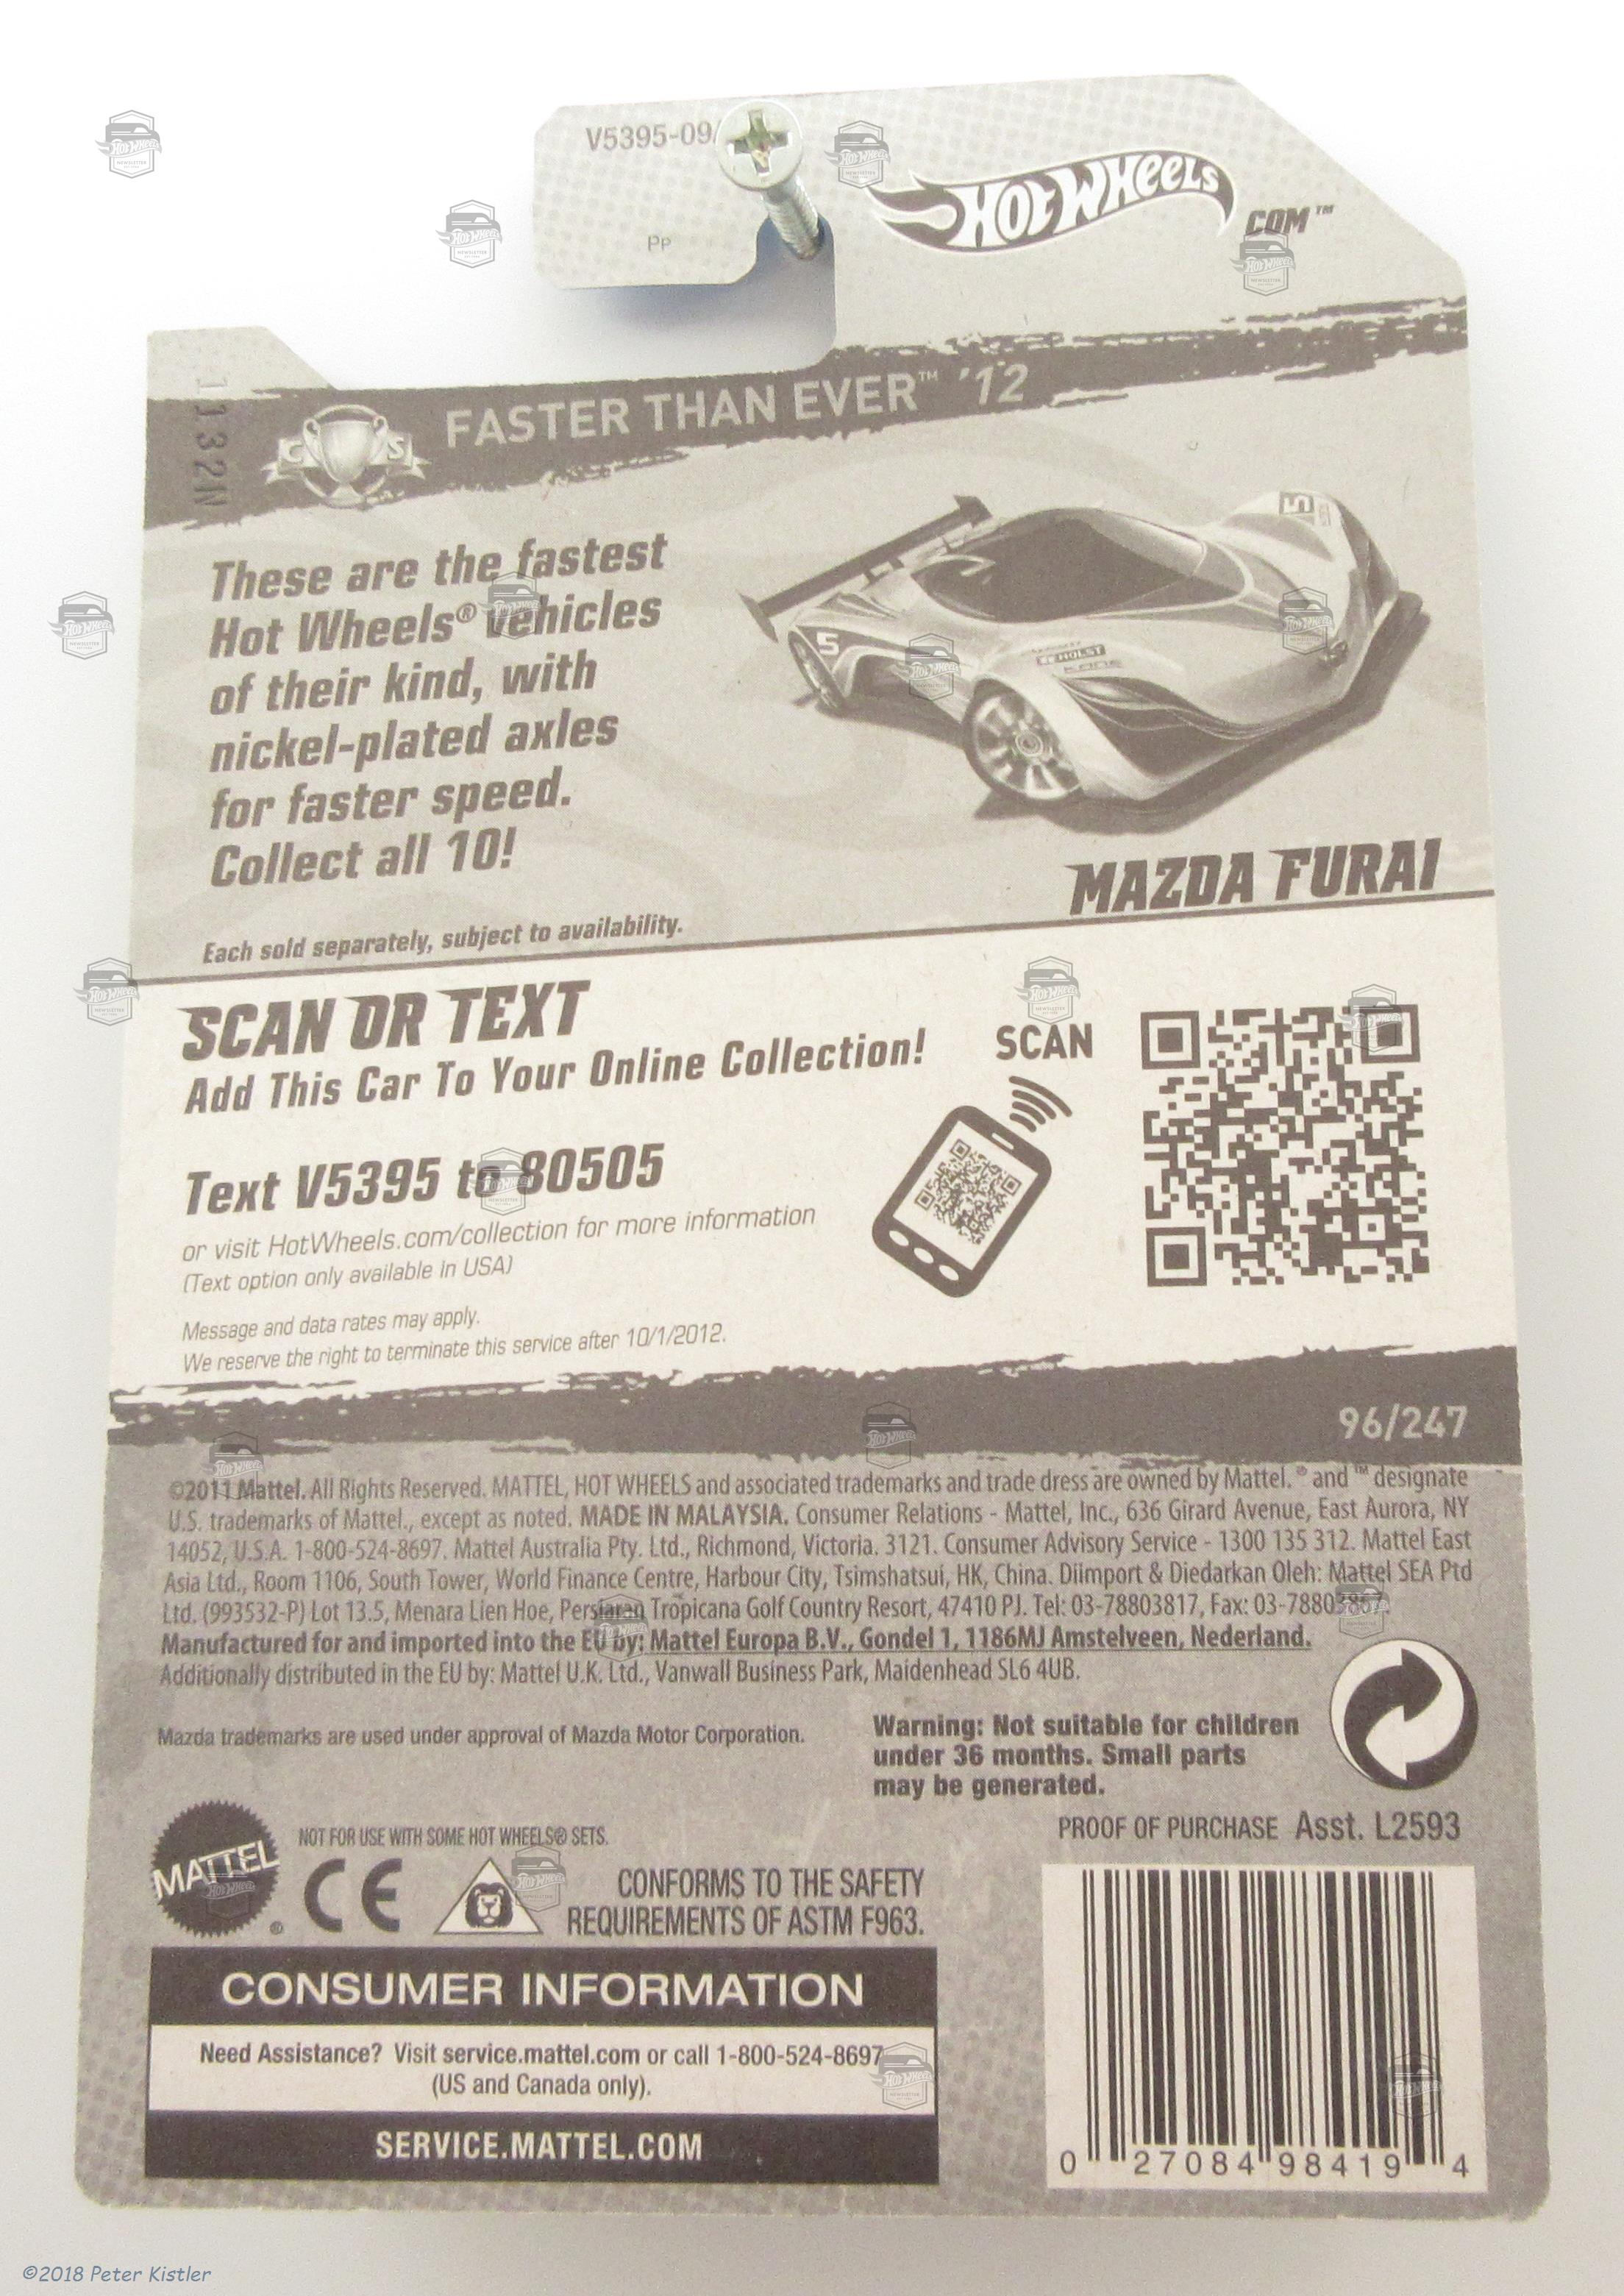 V5395-09
Pp
HOT WHEELS
.COM™
1132N
C S
FASTER THAN EVER™ '12
These are the fastest
Hot Wheels® vehicles
of their kind, with
nickel-plated axles
for faster speed.
Collect all 10!
5
5
HOLST
MAZDA FURAI
Each sold separately, subject to availability.
SCAN OR TEXT
Add This Car To Your Online Collection!
SCAN
Text V5395 to 80505
or visit HotWheels.com/collection for more information
(Text option only available in USA)
Message and data rates may apply.
We reserve the right to terminate this service after 10/1/2012.
96/247
©2011 Mattel. All Rights Reserved. MATTEL, HOT WHEELS and associated trademarks and trade dress are owned by Mattel. ® and ™ designate
U.S. trademarks of Mattel., except as noted. MADE IN MALAYSIA. Consumer Relations - Mattel, Inc., 636 Girard Avenue, East Aurora, NY
14052, U.S.A. 1-800-524-8697. Mattel Australia Pty. Ltd., Richmond, Victoria. 3121. Consumer Advisory Service - 1300 135 312. Mattel East
Asia Ltd., Room 1106, South Tower, World Finance Centre, Harbour City, Tsimshatsui, HK, China. Diimport & Diedarkan Oleh: Mattel SEA Ptd
Ltd. (993532-P) Lot 13.5, Menara Lien Hoe, Persiaran Tropicana Golf Country Resort, 47410 PJ. Tel: 03-78803817, Fax:
Manufactured for and imported into the EU by: Mattel Europa B.V., Gondel 1, 1186MJ Amstelveen, Nederland.
Additionally distributed in the EU by: Mattel U.K. Ltd., Vanwall Business Park, Maidenhead SL6 4UB.
Mazda trademarks are used under approval of Mazda Motor Corporation.
Warning: Not suitable for children
under 36 months. Small parts
may be generated.
PROOF OF PURCHASE Asst. L2593
MATTEL
®
NOT FOR USE WITH SOME HOT WHEELS® SETS.
CE
CONFORMS TO THE SAFETY
REQUIREMENTS OF ASTM F963.
CONSUMER INFORMATION
Need Assistance? Visit service.mattel.com or call 1-800-524-8697
(US and Canada only).
SERVICE.MATTEL.COM
0 27084 98419 4
©2018 Peter Kistler